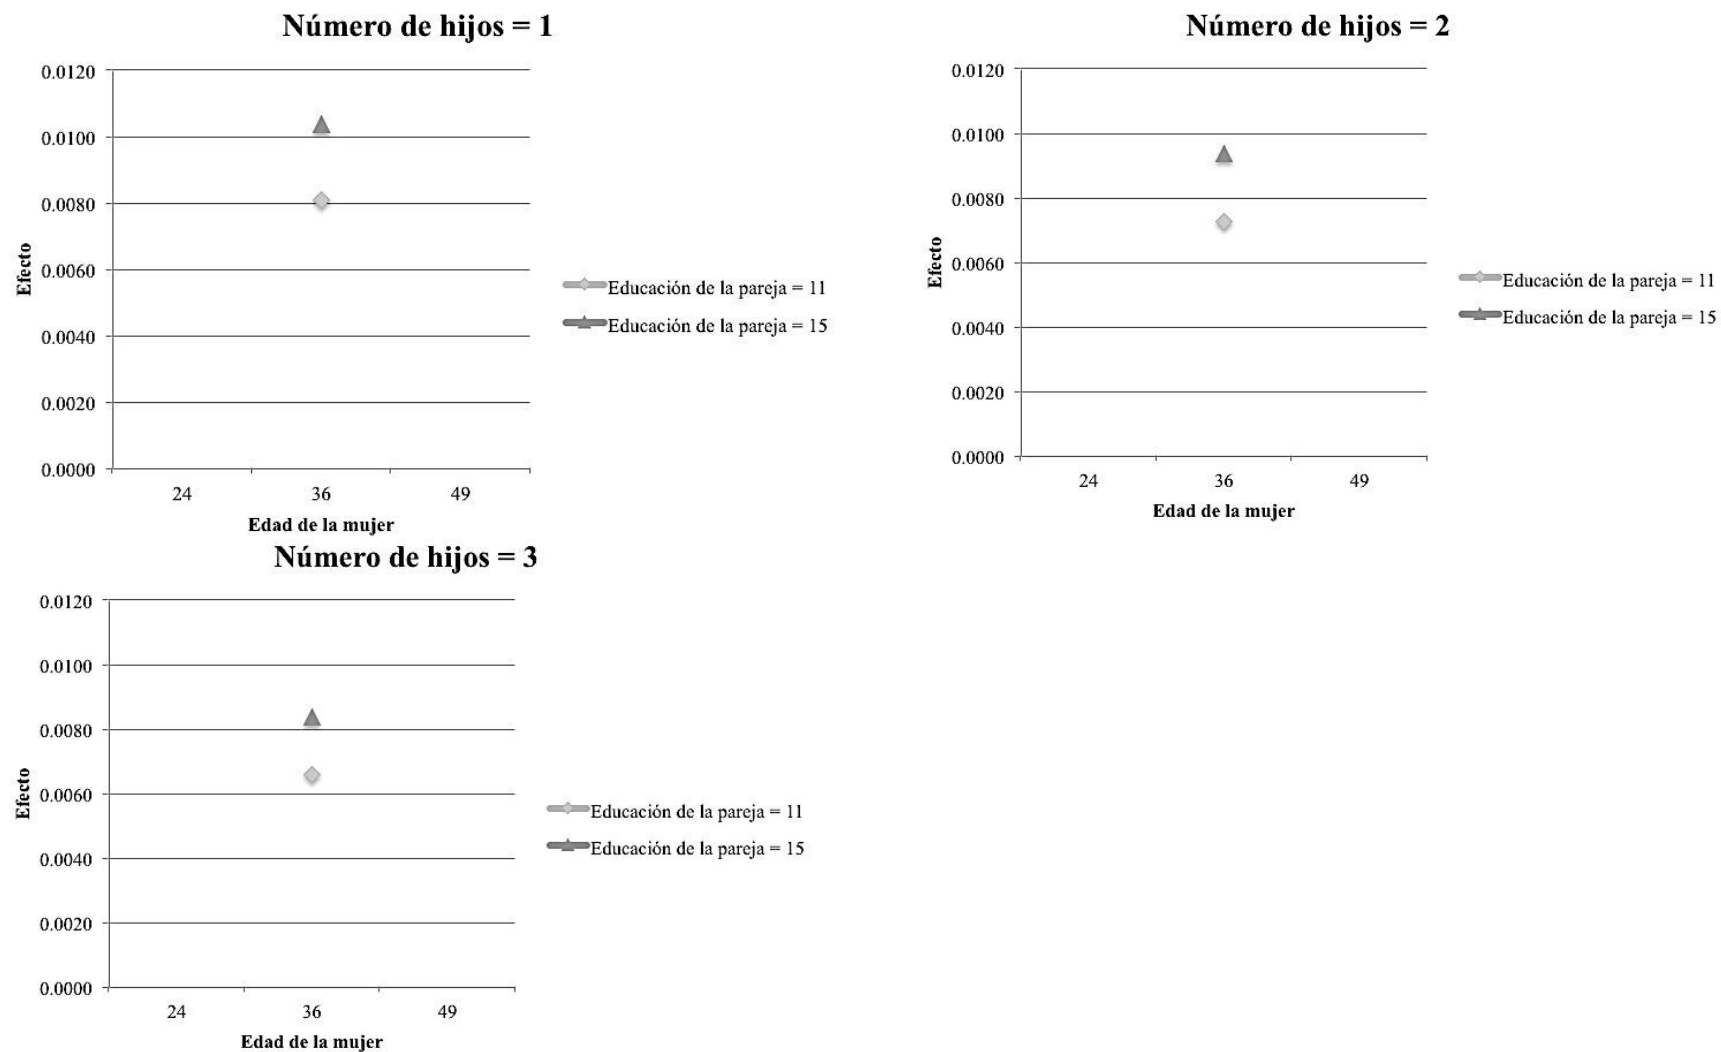 Número de hijos = 1
0.0120
0.0100
0.0080
0.0060
0.0040
0.0020
0.0000
Efecto
24 36 49
Edad de la mujer
Educación de la pareja = 11
Educación de la pareja = 15
Número de hijos = 2
0.0120
0.0100
0.0080
0.0060
0.0040
0.0020
0.0000
Efecto
24 36 49
Edad de la mujer
Educación de la pareja = 11
Educación de la pareja = 15
Número de hijos = 3
0.0120
0.0100
0.0080
0.0060
0.0040
0.0020
0.0000
Efecto
24 36 49
Edad de la mujer
Educación de la pareja = 11
Educación de la pareja = 15